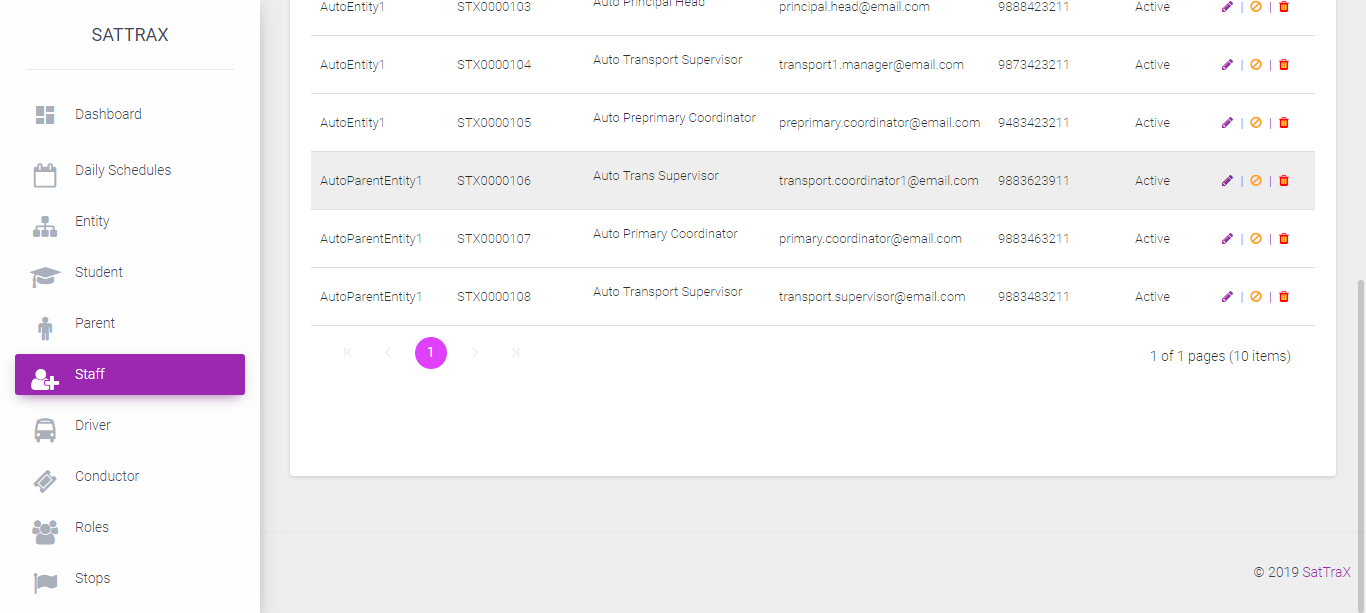 SATTRAX
Dashboard
Daily Schedules
Entity
Student
Parent
Staff
Driver
Conductor
Roles
Stops
AutoEntity1 STX0000103 Auto Principal Head principal.head@email.com 9888423211 Active | |
AutoEntity1 STX0000104 Auto Transport Supervisor transport1.manager@email.com 9873423211 Active | |
AutoEntity1 STX0000105 Auto Preprimary Coordinator preprimary.coordinator@email.com 9483423211 Active | |
AutoParentEntity1 STX0000106 Auto Trans Supervisor transport.coordinator1@email.com 9883623911 Active | |
AutoParentEntity1 STX0000107 Auto Primary Coordinator primary.coordinator@email.com 9883463211 Active | |
AutoParentEntity1 STX0000108 Auto Transport Supervisor transport.supervisor@email.com 9883483211 Active | |
1 1 of 1 pages (10 items)
© 2019 SatTraX